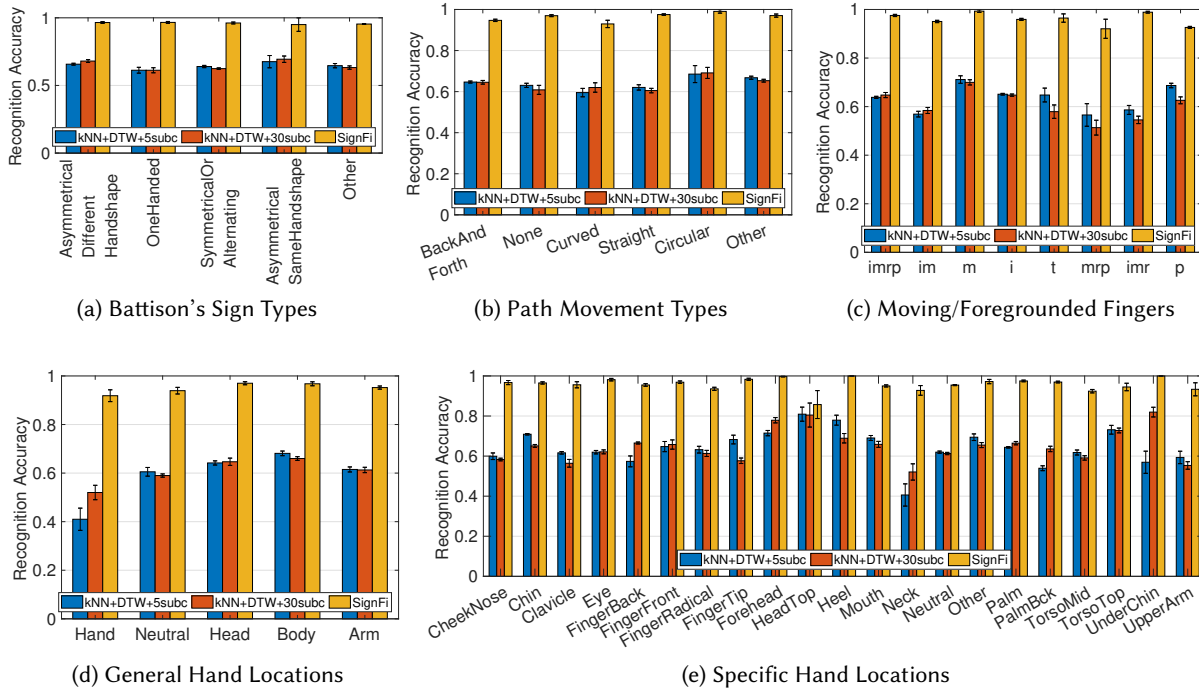 Recognition Accuracy
1
0.5
0
kNN+DTW+5subc kNN+DTW+30subc SignFi
Asymmetrical
Different
Handshape
OneHanded
SymmetricalOr
Alternating
Asymmetrical
SameHandshape
Other
(a) Battison's Sign Types
Recognition Accuracy
1
0.8
0.6
0.4
0.2
0
kNN+DTW+5subc kNN+DTW+30subc SignFi
BackAnd
Forth
None
Curved
Straight
Circular
Other
(b) Path Movement Types
Recognition Accuracy
1
0.8
0.6
0.4
0.2
0
kNN+DTW+5subc kNN+DTW+30subc SignFi
imrp im m i t mrp imr p
(c) Moving/Foregrounded Fingers
Recognition Accuracy
1
0.8
0.6
0.4
0.2
0
kNN+DTW+5subc kNN+DTW+30subc SignFi
Hand Neutral Head Body Arm
(d) General Hand Locations
Recognition Accuracy
1
0.8
0.6
0.4
0.2
0
kNN+DTW+5subc kNN+DTW+30subc SignFi
CheekNose
Chin
Clavicle
Eye
FingerBack
FingerFront
FingerRadical
FingerTip
Forehead
HeadTop
Heel
Mouth
Neck
Neutral
Other
Palm
PalmBck
TorsoMid
TorsoTop
UnderChin
UpperArm
(e) Specific Hand Locations